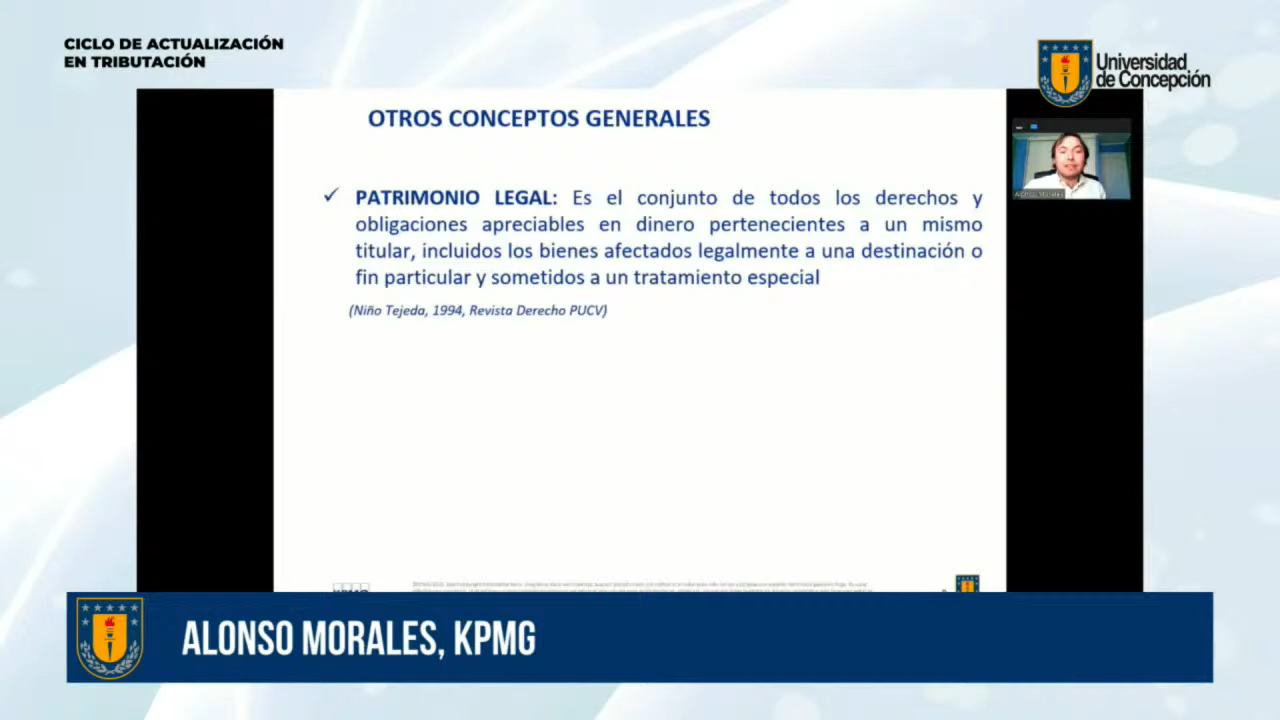 CICLO DE ACTUALIZACIÓN
EN TRIBUTACIÓN
Universidad
de Concepción
OTROS CONCEPTOS GENERALES
✓ PATRIMONIO LEGAL: Es el conjunto de todos los derechos y
obligaciones apreciables en dinero pertenecientes a un mismo
titular, incluidos los bienes afectados legalmente a una destinación o
fin particular y sometidos a un tratamiento especial
(Niño Tejeda, 1994, Revista Derecho PUCV)
Alonso Morales
ALONSO MORALES, KPMG